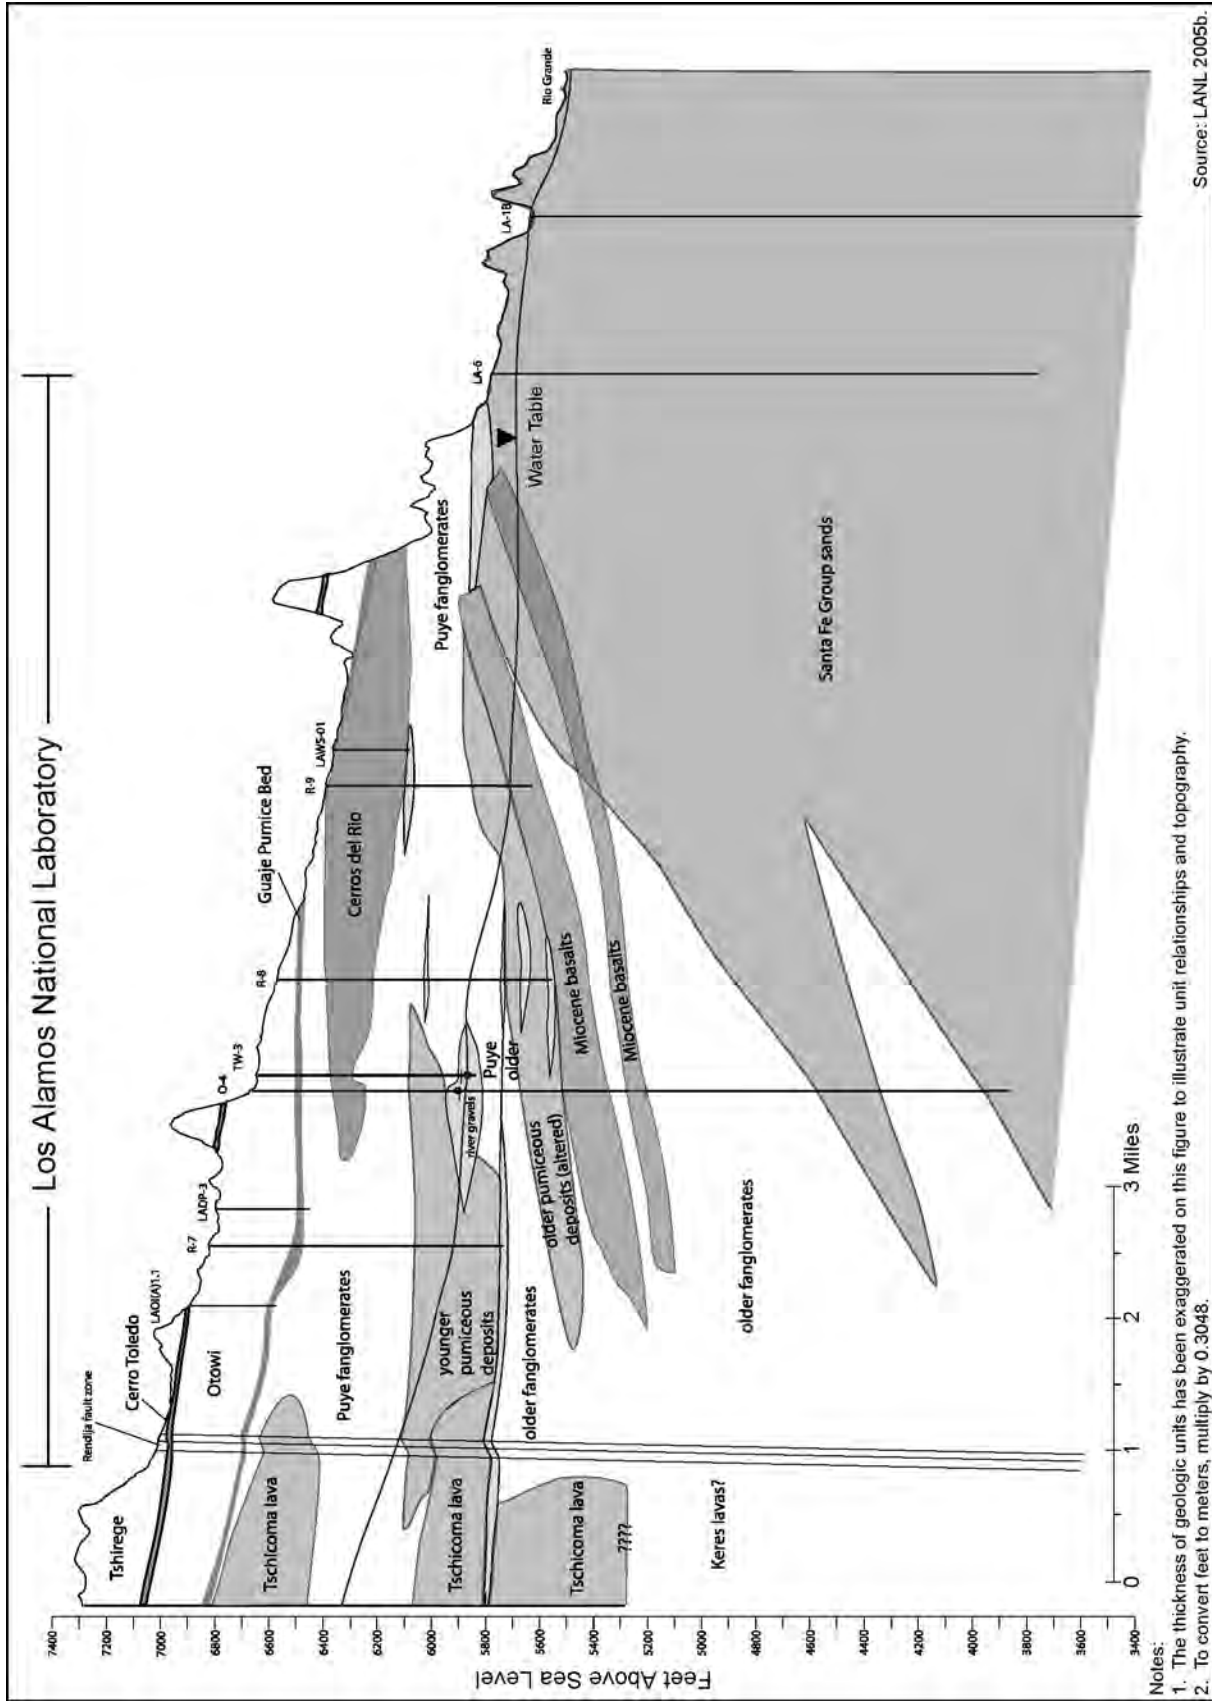 Los Alamos National Laboratory
Rendija fault zone
Cerro Toledo
LAOI(A)1.1
R-7
LADP-3
O-4
TW-3
R-8
Guaje Pumice Bed
R-9
LAWS-01
LA-6
LA-1B
Rio Grande
Tshirege
Otowi
Cerros del Rio
Tschicoma lava
Puye fanglomerates
Puye fanglomerates
younger
pumiceous
deposits
river gravels
Puye
older
Water Table
Tschicoma lava
older fanglomerates
older pumiceous
deposits (altered)
Miocene basalts
Miocene basalts
Tschicoma lava
????
Keres lavas?
older fanglomerates
Santa Fe Group sands
Feet Above Sea Level
7400
7200
7000
6800
6600
6400
6200
6000
5800
5600
5400
5200
5000
4800
4600
4400
4200
4000
3800
3600
3400
0
1
2
3 Miles
Notes:
1. The thickness of geologic units has been exaggerated on this figure to illustrate unit relationships and topography.
2. To convert feet to meters, multiply by 0.3048.
Source: LANL 2005b.